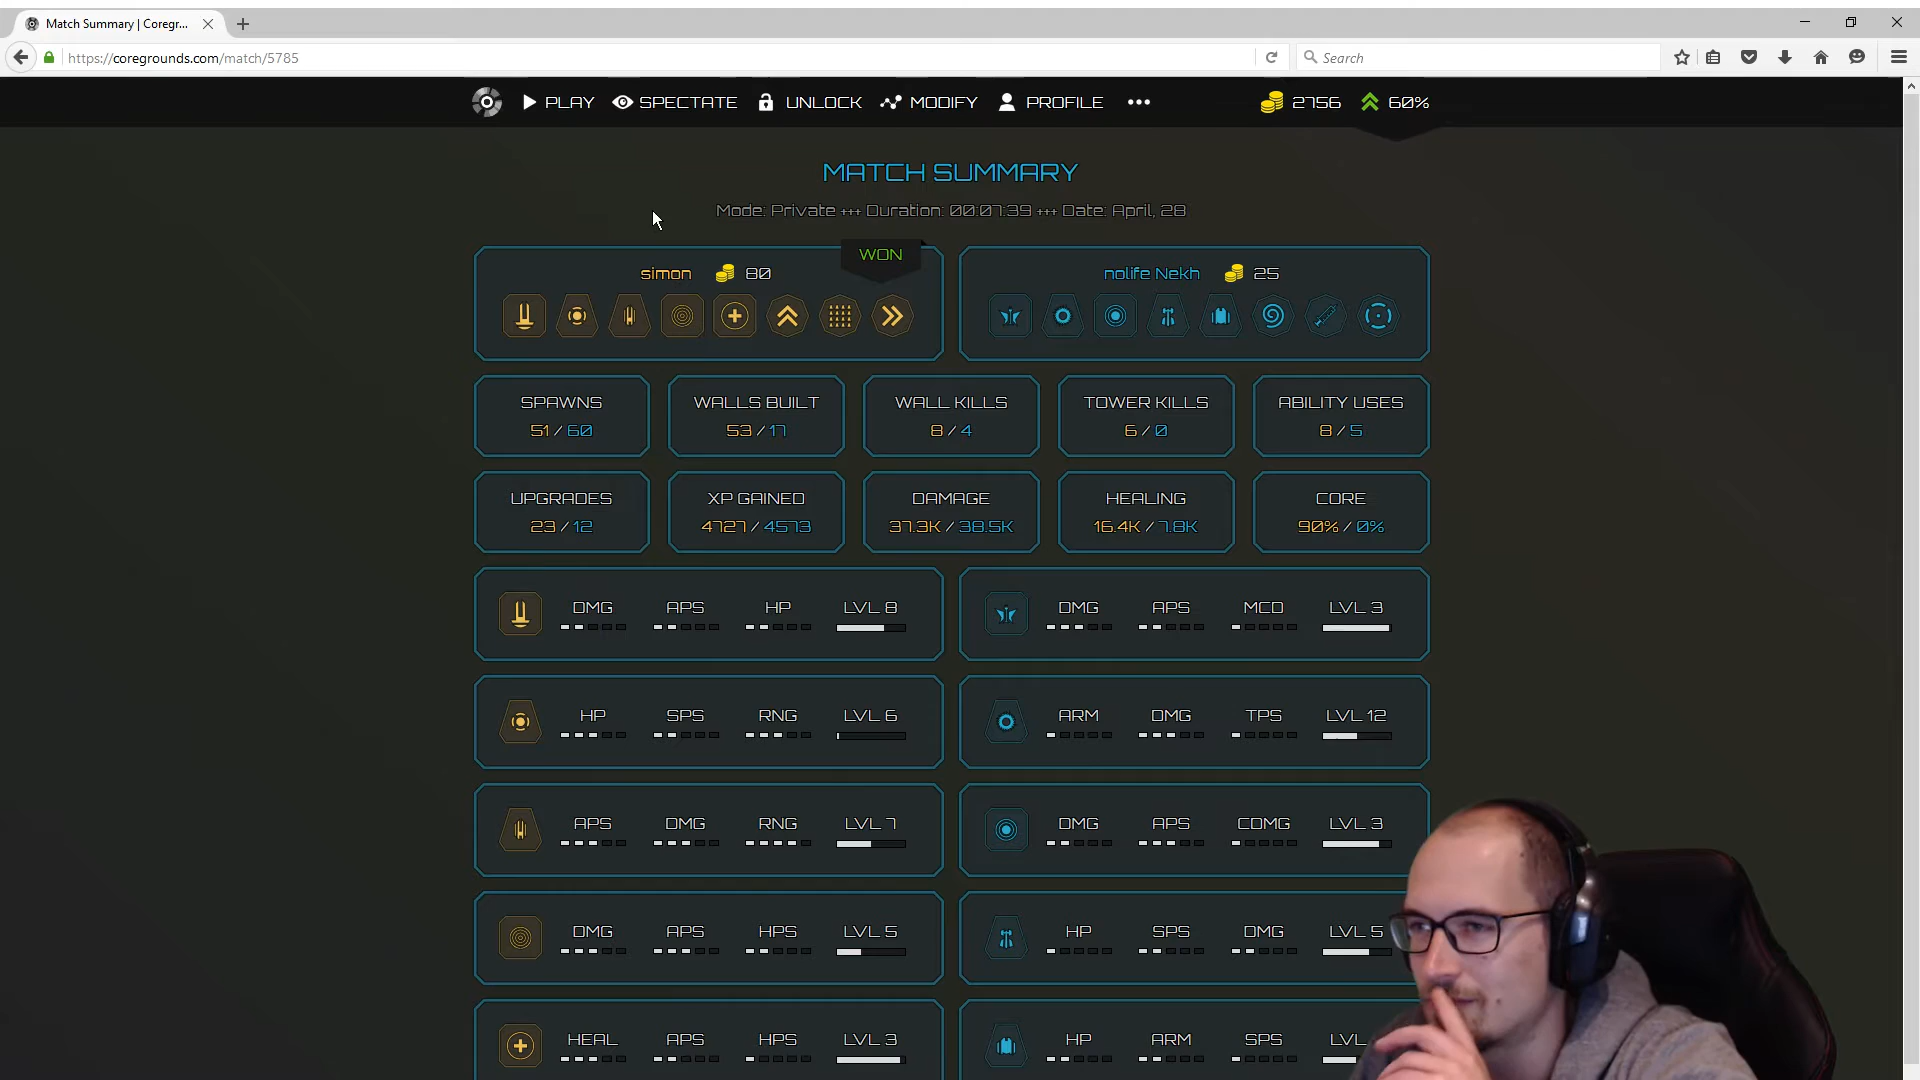 Match Summary | Coregr...
https://coregrounds.com/match/5785
Search
PLAY SPECTATE UNLOCK MODIFY PROFILE 2756 60%
MATCH SUMMARY
Mode: Private +++ Duration: 00:07:39 +++ Date: April, 28
WON
simon 80
nolife Nekh 25
SPAWNS WALLS BUILT WALL KILLS TOWER KILLS ABILITY USES
51 / 60 53 / 17 8 / 4 6 / 0 8 / 5
UPGRADES XP GAINED DAMAGE HEALING CORE
23 / 12 4727 / 4573 37.3K / 38.5K 16.4K / 7.8K 90% / 0%
DMG APS HP LVL 8 DMG APS MCD LVL 3
HP SPS RNG LVL 6 ARM DMG TPS LVL 12
APS DMG RNG LVL 7 DMG APS CDMG LVL 3
DMG APS HPS LVL 5 HP SPS DMG LVL 5
HEAL APS HPS LVL 3 HP ARM SPS LVL